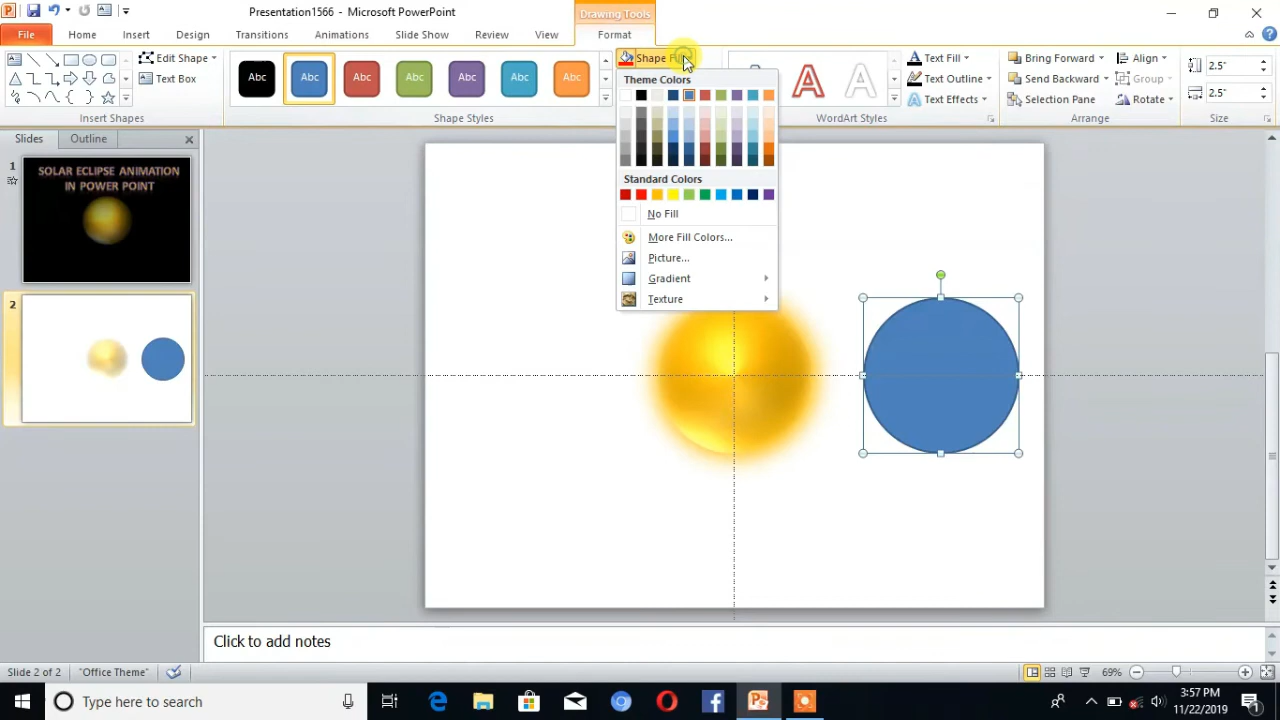 Presentation1566 - Microsoft PowerPoint
Drawing Tools
File
Home
Insert
Design
Transitions
Animations
Slide Show
Review
View
Format
Edit Shape
Text Box
Insert Shapes
Abc
Abc
Abc
Abc
Abc
Abc
Abc
Shape Styles
Shape
Theme Colors
Standard Colors
No Fill
More Fill Colors...
Picture...
Gradient
Texture
A
A
WordArt Styles
Text Fill
Text Outline
Text Effects
Bring Forward
Send Backward
Selection Pane
Align
Group
Rotate
Arrange
2.5"
2.5"
Size
Slides
Outline
1
SOLAR ECLIPSE ANIMATION
IN POWER POINT
2
Click to add notes
Slide 2 of 2
"Office Theme"
69%
Type here to search
3:57 PM
11/22/2019